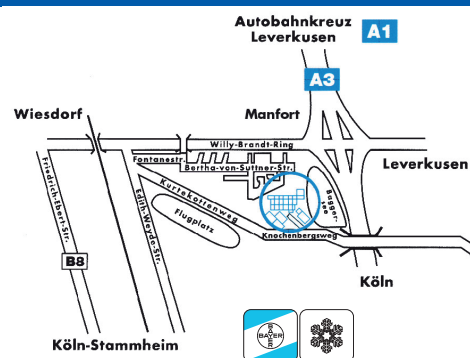 Autobahnkreuz
Leverkusen
A1
A3
Wiesdorf
Manfort
Willy-Brandt-Ring
Fontanestr.
Bertha-von-Suttner-Str.
Leverkusen
Friedrich-Ebert-Str.
Edith-Weyde-Str.
Kurtekottenweg
Flugplatz
Bagger-
see
Knochenbergsweg
B8
Köln
Köln-Stammheim
BAYER
BAYER